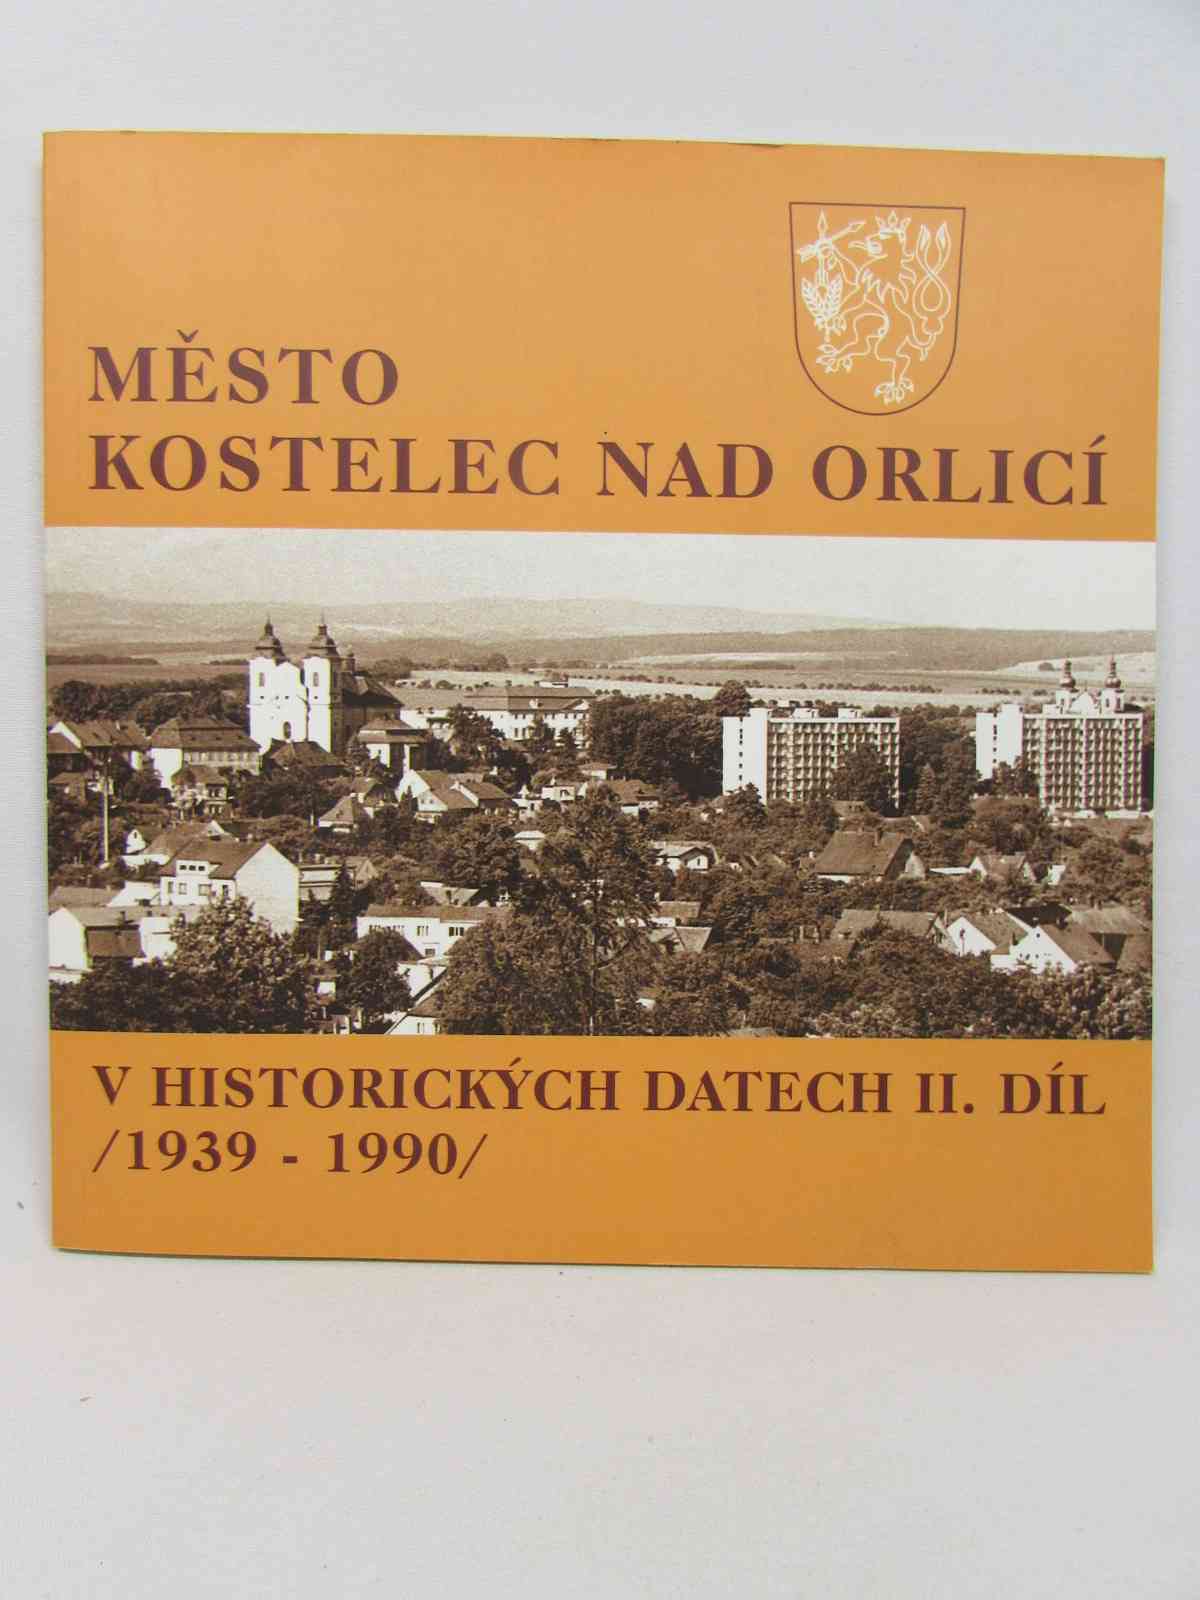 MĚSTO
KOSTELEC NAD ORLICÍ
V HISTORICKÝCH DATECH II. DÍL
/1939 - 1990/